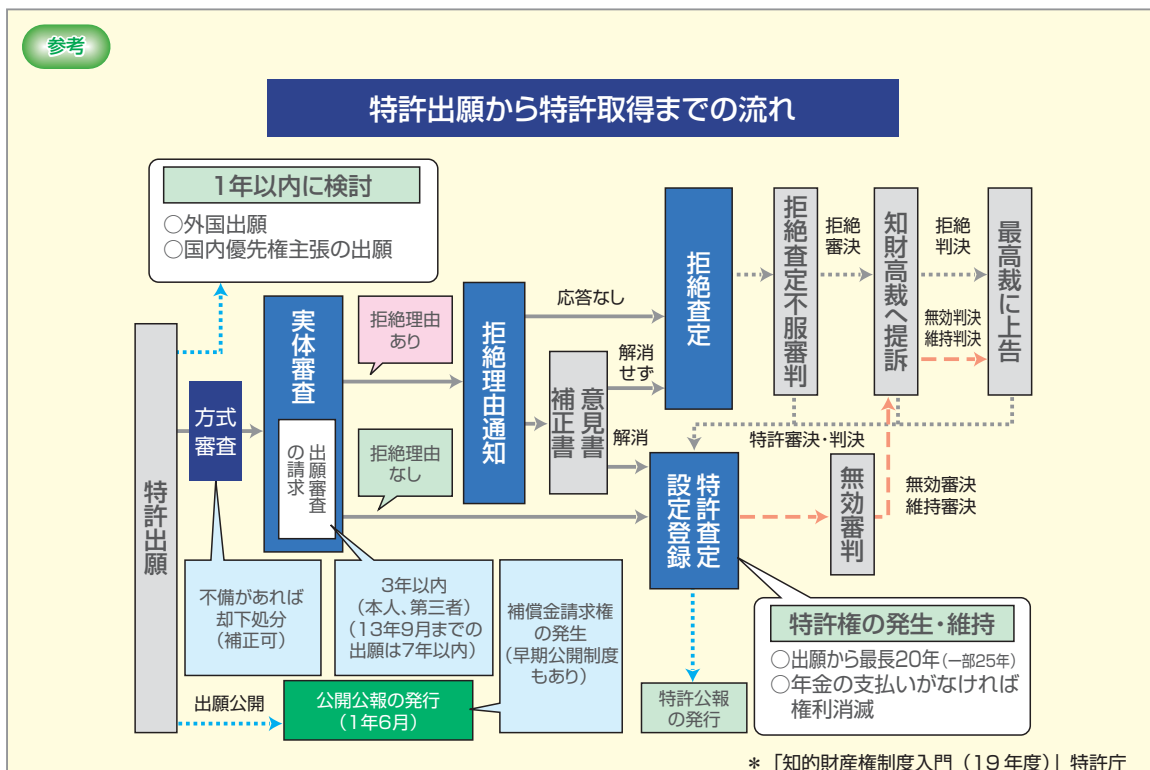 参考
特許出願から特許取得までの流れ
1年以内に検討
○外国出願
○国内優先権主張の出願
特許出願
方式
審査
実体審査
出願審査
の請求
拒絶理由
あり
拒絶理由
なし
拒絶理由通知
応答なし
意見書
補正書
解消
せず
解消
拒絶査定
拒絶査定不服審判
拒絶
審決
知財高裁へ提訴
拒絶
判決
無効判決
維持判決
最高裁に上告
特許審決・判決
特許査定
設定登録
無効審判
無効審決
維持審決
不備があれば
却下処分
（補正可）
3年以内
（本人、第三者）
（13年9月までの
出願は7年以内）
補償金請求権
の発生
（早期公開制度
もあり）
特許権の発生・維持
○出願から最長20年（一部25年）
○年金の支払いがなければ
権利消滅
出願公開
公開公報の発行
（1年6月）
特許公報
の発行
＊「知的財産権制度入門（19年度）」特許庁